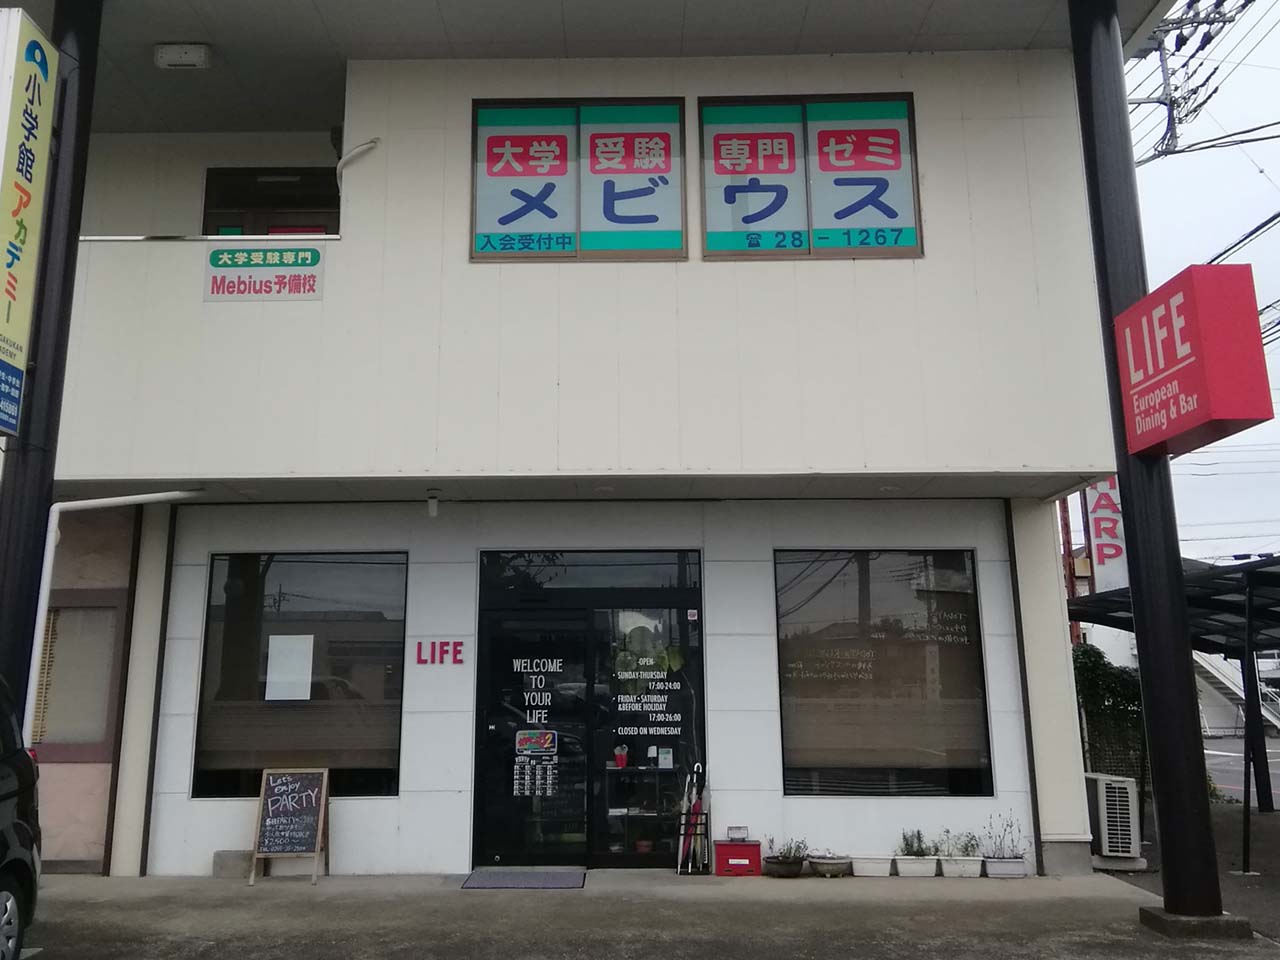 小学館アカデミー
大学受験専門ゼミ
メビウス
入会受付中
☎28-1267
大学受験専門
Mebius予備校
LIFE
European
Dining & Bar
HARP
LIFE
WELCOME
TO
YOUR
LIFE
-OPEN-
・SUNDAY-THURSDAY
17:00-24:00
FRIDAY・SATURDAY
&BEFORE HOLIDAY
17:00-26:00
・CLOSED ON WEDNESDAY
Let's
enjoy
PARTY
¥2,500〜